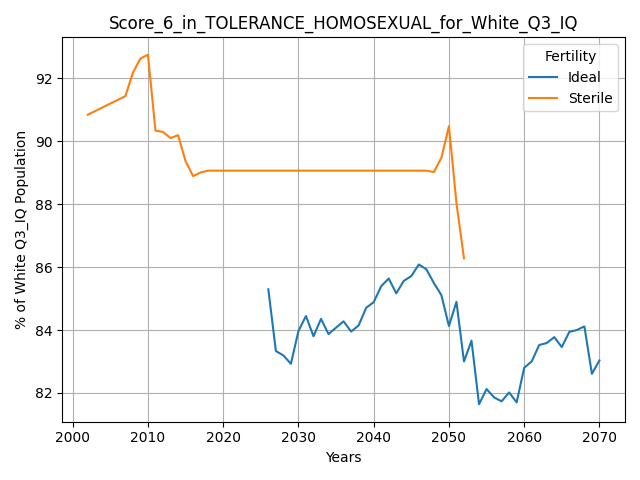 Score_6_in_TOLERANCE_HOMOSEXUAL_for_White_Q3_IQ
Fertility
Ideal
Sterile
92
90
88
86
84
82
% of White Q3_IQ Population
2000 2010 2020 2030 2040 2050 2060 2070
Years